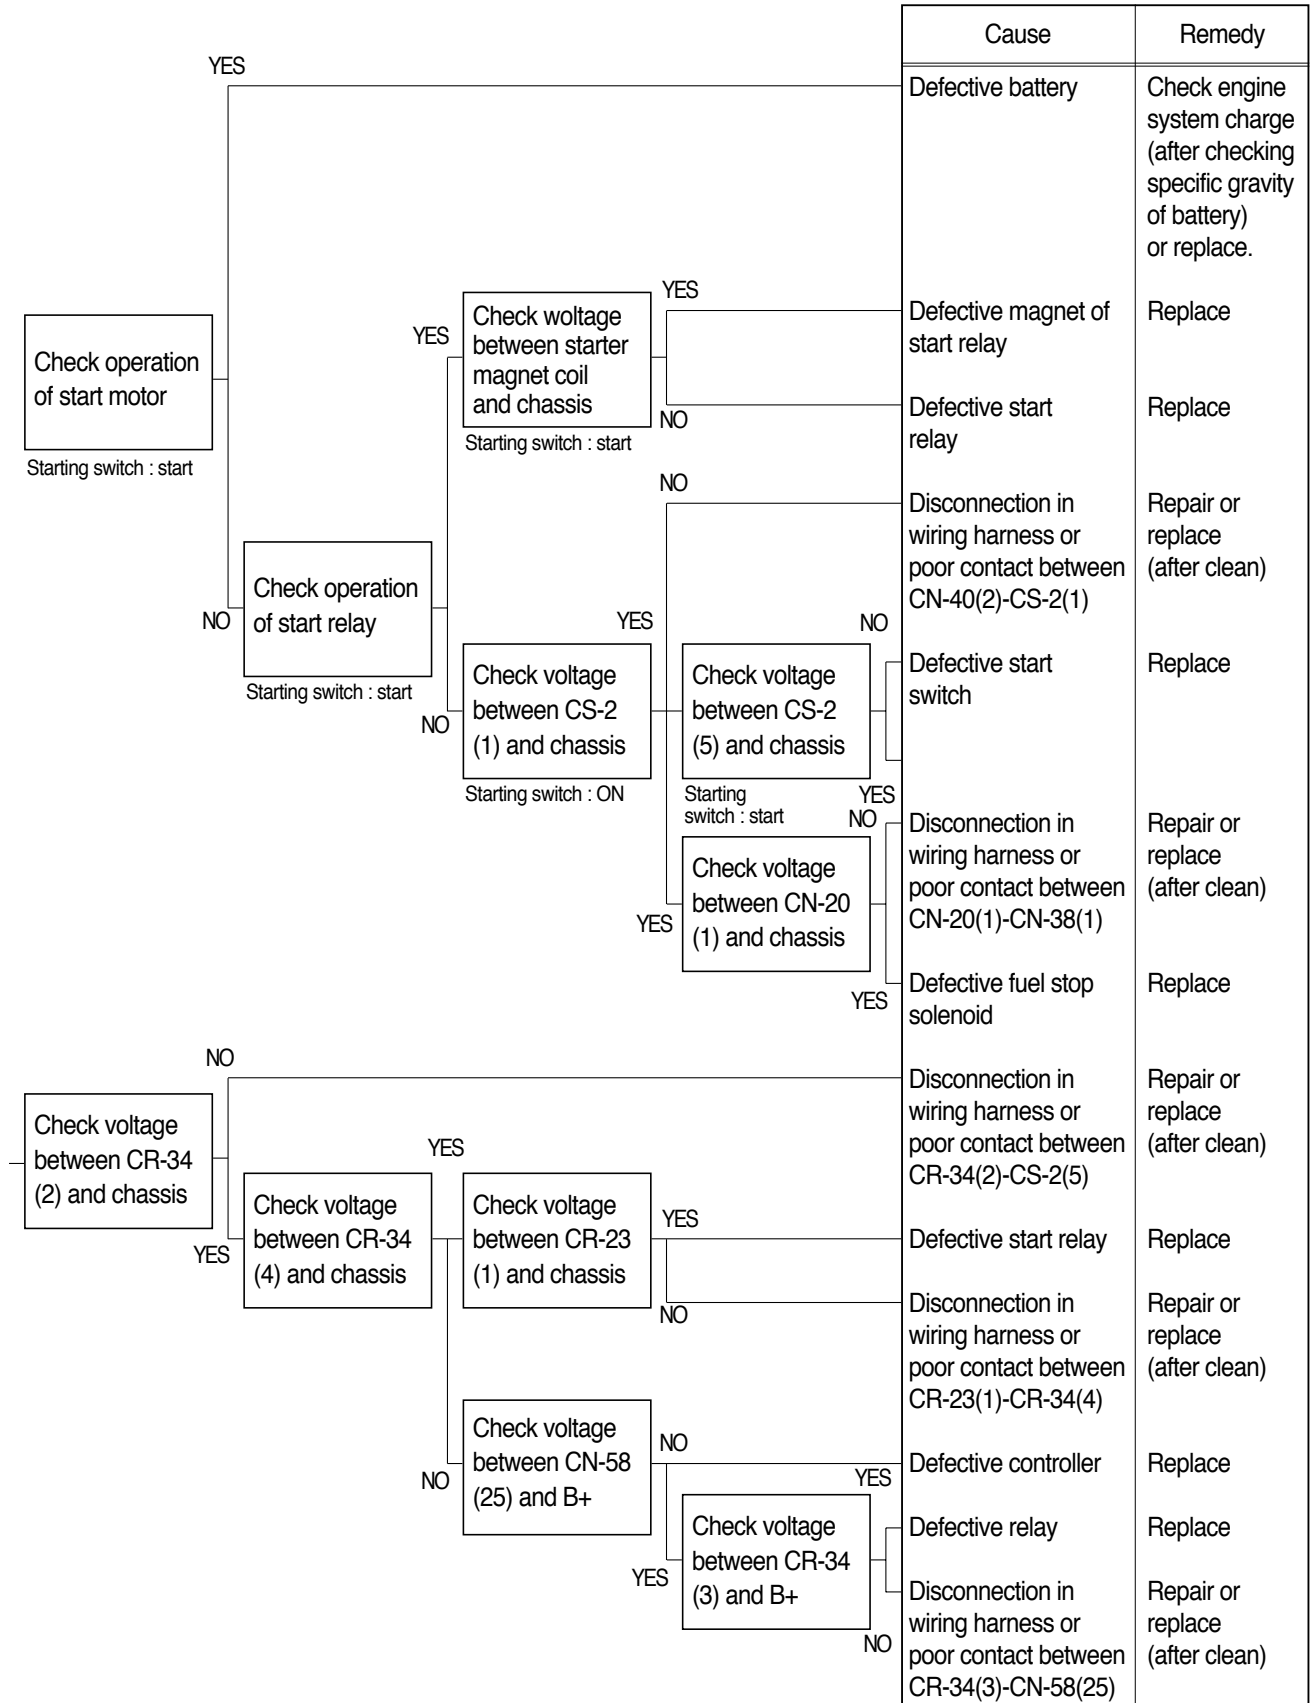 Cause
Remedy
YES
Defective battery
Check engine
system charge
(after checking
specific gravity
of battery)
or replace.
Check operation
of start motor
Starting switch : start
YES
Check woltage
between starter
magnet coil
and chassis
Starting switch : start
YES
Defective magnet of
start relay
Replace
NO
Defective start
relay
Replace
NO
Check operation
of start relay
Starting switch : start
NO
Disconnection in
wiring harness or
poor contact between
CN-40(2)-CS-2(1)
Repair or
replace
(after clean)
NO
Check voltage
between CS-2
(1) and chassis
Starting switch : ON
YES
Check voltage
between CS-2
(5) and chassis
Starting
switch : start
NO
Defective start
switch
Replace
YES
YES
Check voltage
between CN-20
(1) and chassis
NO
Disconnection in
wiring harness or
poor contact between
CN-20(1)-CN-38(1)
Repair or
replace
(after clean)
YES
Defective fuel stop
solenoid
Replace
NO
Disconnection in
wiring harness or
poor contact between
CR-34(2)-CS-2(5)
Repair or
replace
(after clean)
Check voltage
between CR-34
(2) and chassis
YES
Check voltage
between CR-34
(4) and chassis
YES
Check voltage
between CR-23
(1) and chassis
YES
Defective start relay
Replace
NO
Disconnection in
wiring harness or
poor contact between
CR-23(1)-CR-34(4)
Repair or
replace
(after clean)
NO
Check voltage
between CN-58
(25) and B+
NO
Defective controller
Replace
YES
Check voltage
between CR-34
(3) and B+
YES
Defective relay
Replace
NO
Disconnection in
wiring harness or
poor contact between
CR-34(3)-CN-58(25)
Repair or
replace
(after clean)